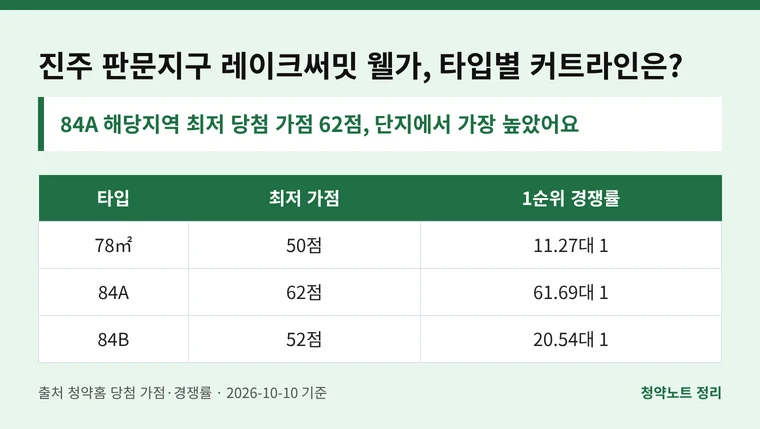 진주 판문지구 레이크써밋 웰가, 타입별 커트라인은?
84A 해당지역 최저 당첨 가점 62점, 단지에서 가장 높았어요
타입 최저 가점 1순위 경쟁률
78㎡ 50점 11.27대 1
84A 62점 61.69대 1
84B 52점 20.54대 1
출처 청약홈 당첨 가점·경쟁률 · 2026-10-10 기준
청약노트 정리